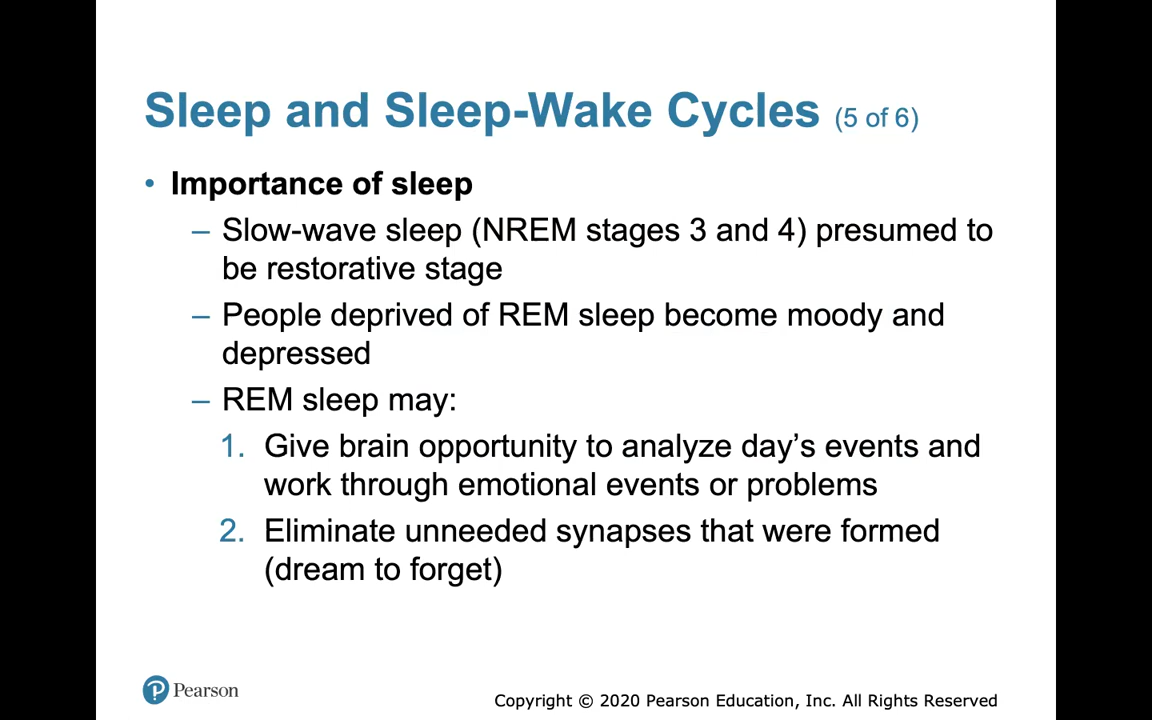 Sleep and Sleep-Wake Cycles (5 of 6)
• Importance of sleep
– Slow-wave sleep (NREM stages 3 and 4) presumed to
be restorative stage
– People deprived of REM sleep become moody and
depressed
– REM sleep may:
1. Give brain opportunity to analyze day’s events and
work through emotional events or problems
2. Eliminate unneeded synapses that were formed
(dream to forget)
Pearson
Copyright © 2020 Pearson Education, Inc. All Rights Reserved